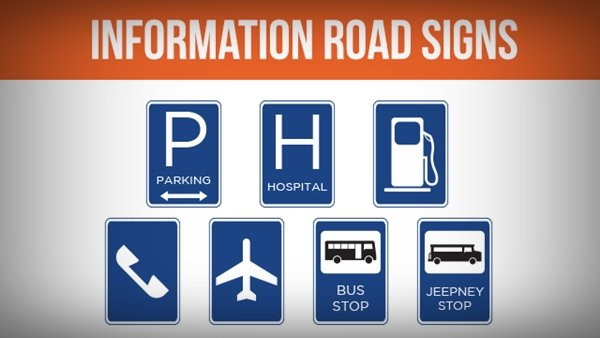 INFORMATION ROAD SIGNS
P
PARKING
H
HOSPITAL
BUS
STOP
JEEPNEY
STOP